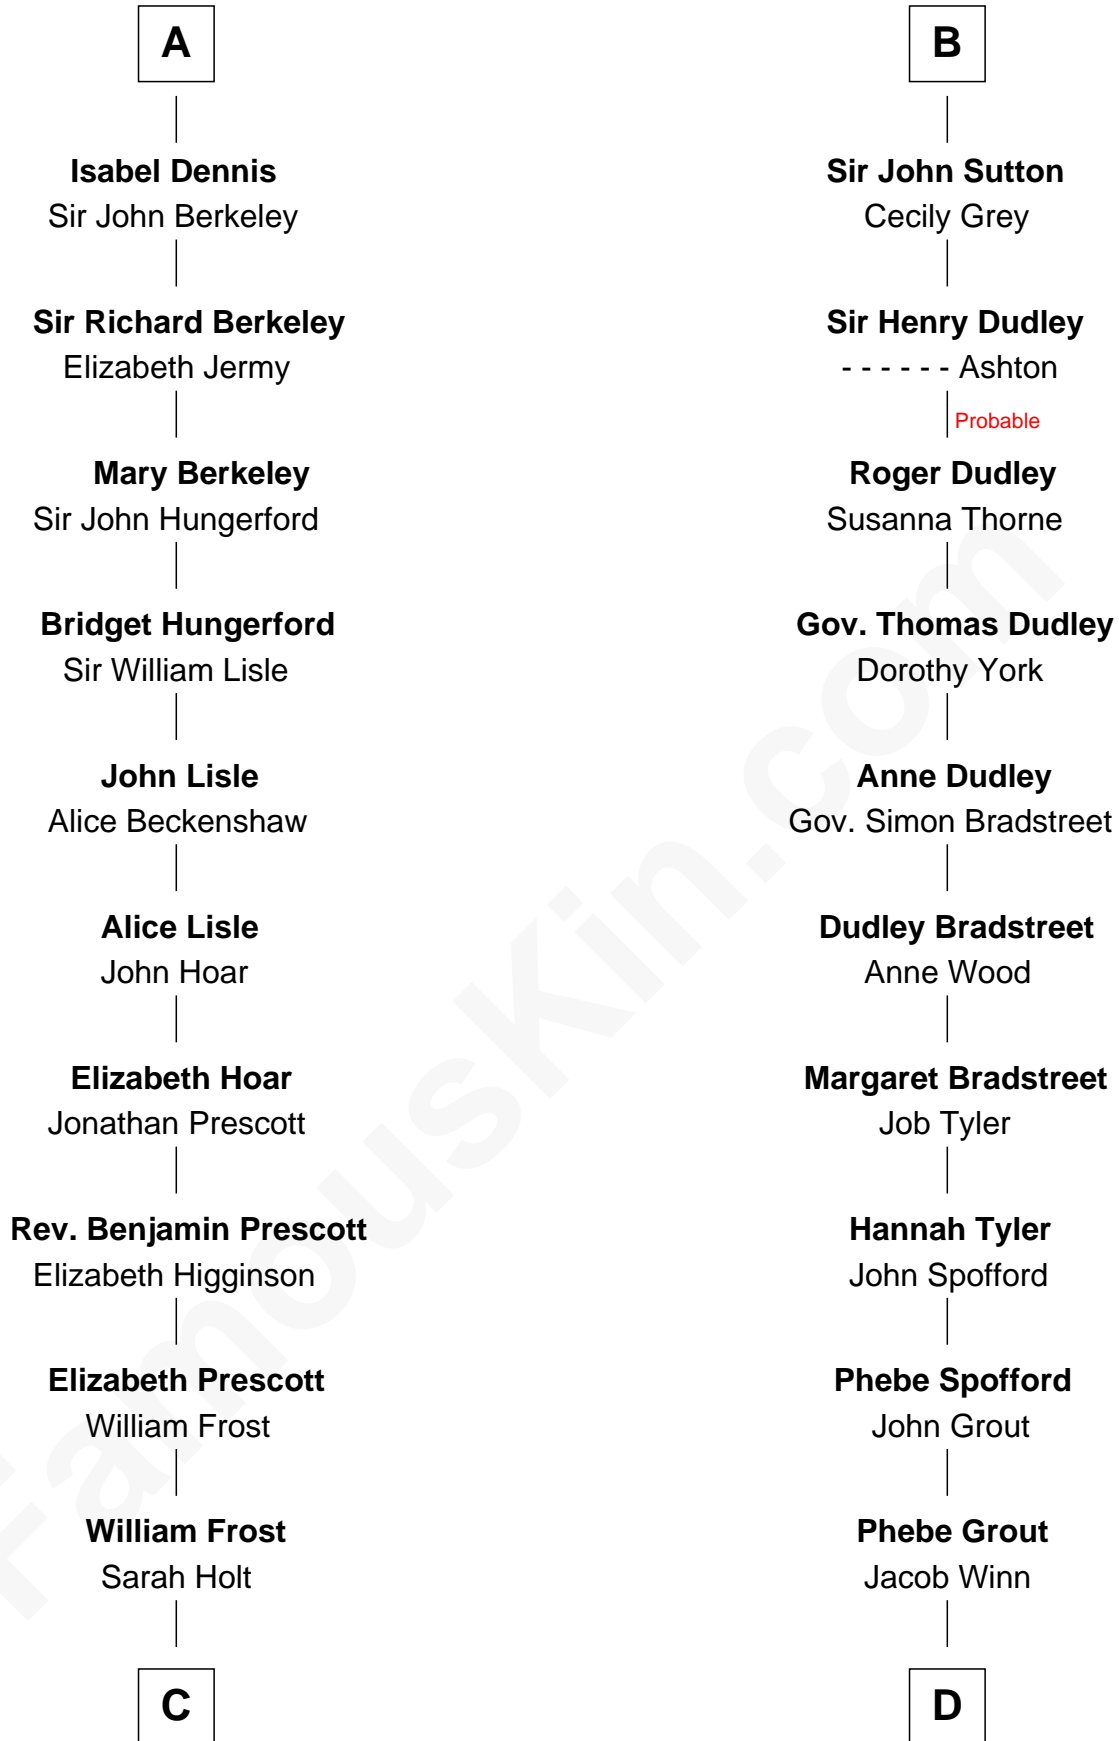 A
Isabel Dennis
Sir John Berkeley
Sir Richard Berkeley
Elizabeth Jermy
Mary Berkeley
Sir John Hungerford
Bridget Hungerford
Sir William Lisle
John Lisle
Alice Beckenshaw
Alice Lisle
John Hoar
Elizabeth Hoar
Jonathan Prescott
Rev. Benjamin Prescott
Elizabeth Higginson
Elizabeth Prescott
William Frost
William Frost
Sarah Holt
C
B
Sir John Sutton
Cecily Grey
Sir Henry Dudley
- - - - - - Ashton
Probable
Roger Dudley
Susanna Thorne
Gov. Thomas Dudley
Dorothy York
Anne Dudley
Gov. Simon Bradstreet
Dudley Bradstreet
Anne Wood
Margaret Bradstreet
Job Tyler
Hannah Tyler
John Spofford
Phebe Spofford
John Grout
Phebe Grout
Jacob Winn
D
FamousKin.com